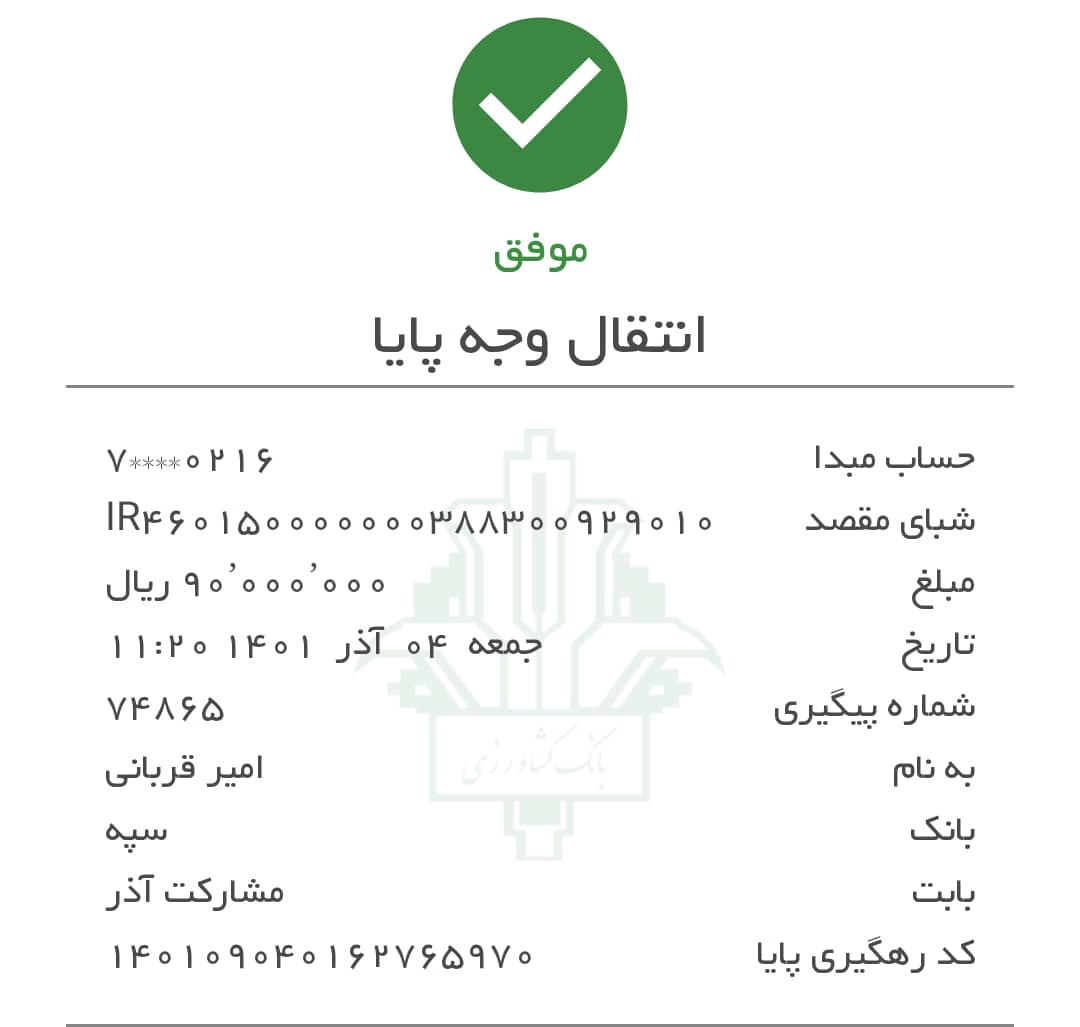 موفق
انتقال وجه پایا
حساب مبدا ۷****۰۲۱۶
شبای مقصد IR۴۶۰۱۵۰۰۰۰۰۰۰۳۸۸۳۰۰۹۲۹۰۱۰
مبلغ ۹۰٬۰۰۰٬۰۰۰ ریال
تاریخ جمعه ۰۴ آذر ۱۴۰۱ ۱۱:۲۰
شماره پیگیری ۷۴۸۶۵
به نام امیر قربانی
بانک سپه
بابت مشارکت آذر
کد رهگیری پایا ۱۴۰۱۰۹۰۴۰۱۶۲۷۶۵۹۷۰
بانک کشاورزی